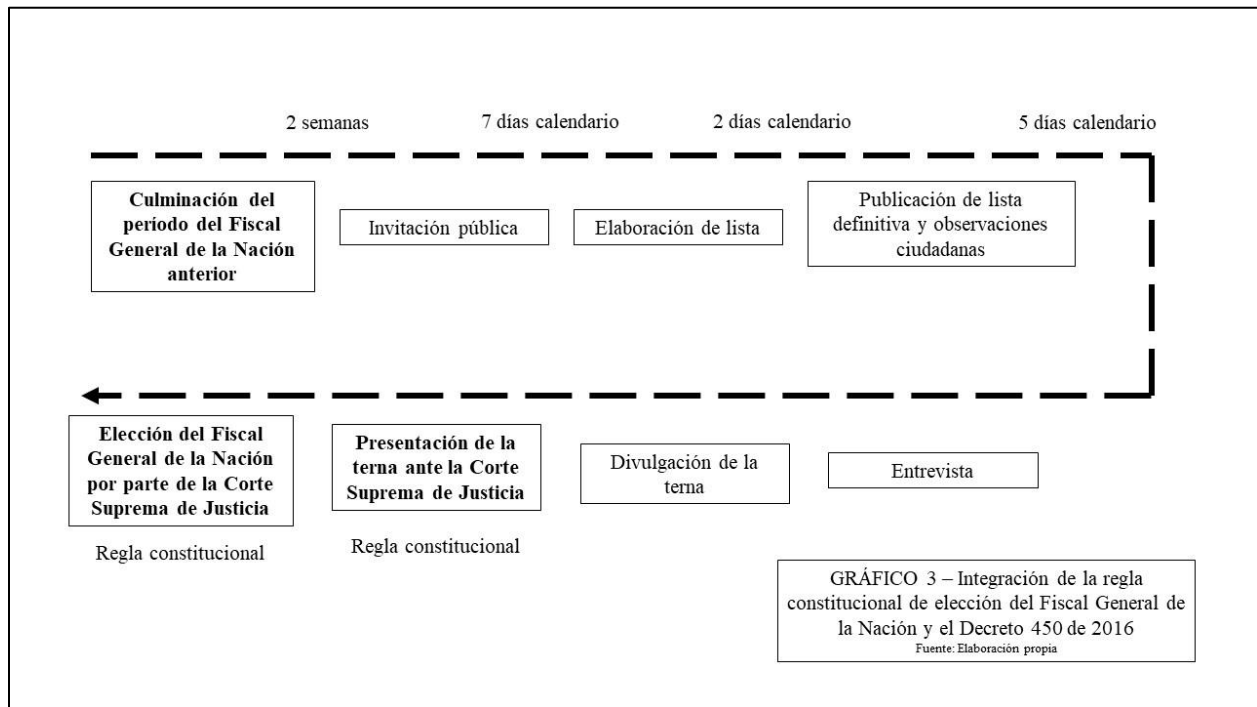 2 semanas
7 días calendario
2 días calendario
5 días calendario
Culminación del
período del Fiscal
General de la Nación
anterior
Invitación pública
Elaboración de lista
Publicación de lista
definitiva y observaciones
ciudadanas
Elección del Fiscal
General de la Nación
por parte de la Corte
Suprema de Justicia
Regla constitucional
Presentación de la
terna ante la Corte
Suprema de Justicia
Regla constitucional
Divulgación de la
terna
Entrevista
GRÁFICO 3 – Integración de la regla
constitucional de elección del Fiscal General de
la Nación y el Decreto 450 de 2016
Fuente: Elaboración propia